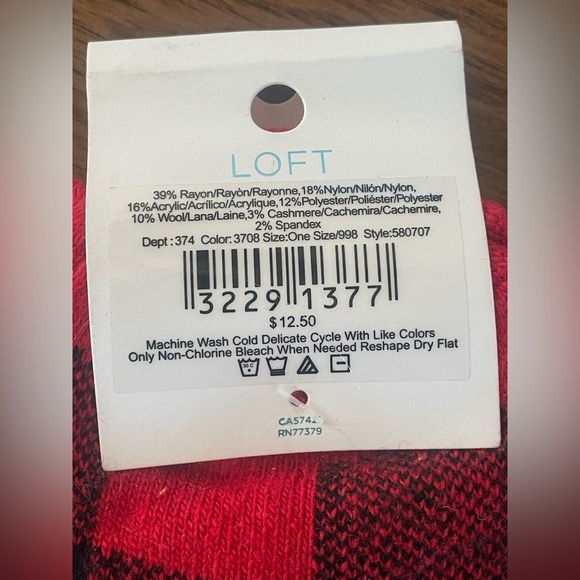 LOFT
39% Rayon/Rayòn/Rayonne,18%Nylon/Nilón/Nylon,
16%Acrylic/Acrílico/Acrylique,12%Polyester/Poliéster/Polyester
10% Wool/Lana/Laine,3% Cashmere/Cachemira/Cachemire,
2% Spandex
Dept:374 Color:3708 Size:One Size/998 Style:580707
3229 1377
$12.50
Machine Wash Cold Delicate Cycle With Like Colors
Only Non-Chlorine Bleach When Needed Reshape Dry Flat
30 C
RN77379